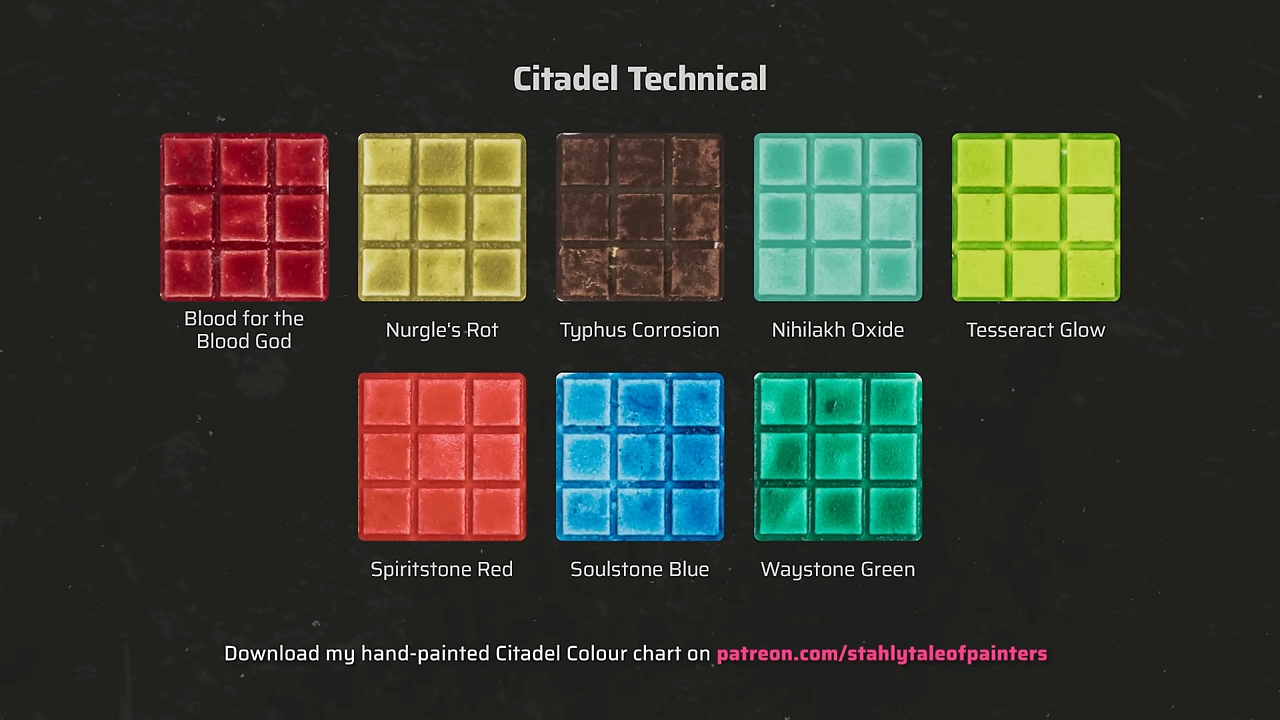 Citadel Technical
Blood for the
Blood God
Nurgle's Rot
Typhus Corrosion
Nihilakh Oxide
Tesseract Glow
Spiritstone Red
Soulstone Blue
Waystone Green
Download my hand-painted Citadel Colour chart on patreon.com/stahlytaleofpainters